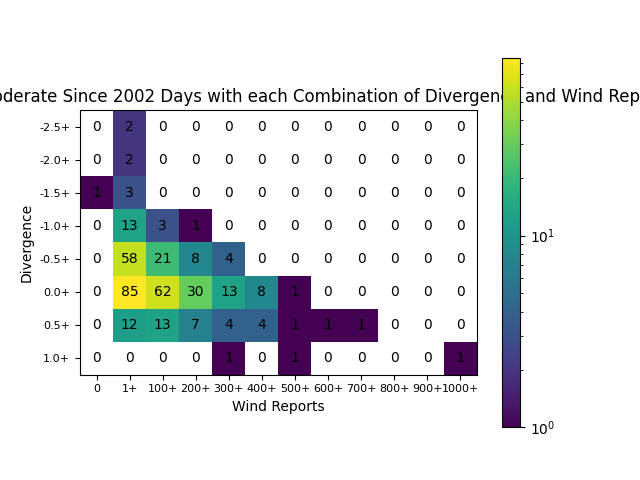 oderate Since 2002 Days with each Combination of Divergenc and Wind Rep
Divergence
-2.5+ 0 2 0 0 0 0 0 0 0 0 0 0
-2.0+ 0 2 0 0 0 0 0 0 0 0 0 0
-1.5+ 1 3 0 0 0 0 0 0 0 0 0 0
-1.0+ 0 13 3 1 0 0 0 0 0 0 0 0
-0.5+ 0 58 21 8 4 0 0 0 0 0 0 0
0.0+ 0 85 62 30 13 8 1 0 0 0 0 0
0.5+ 0 12 13 7 4 4 1 1 1 0 0 0
1.0+ 0 0 0 0 1 0 1 0 0 0 0 1
0 1+ 100+ 200+ 300+ 400+ 500+ 600+ 700+ 800+ 900+ 1000+
Wind Reports
10¹
10⁰